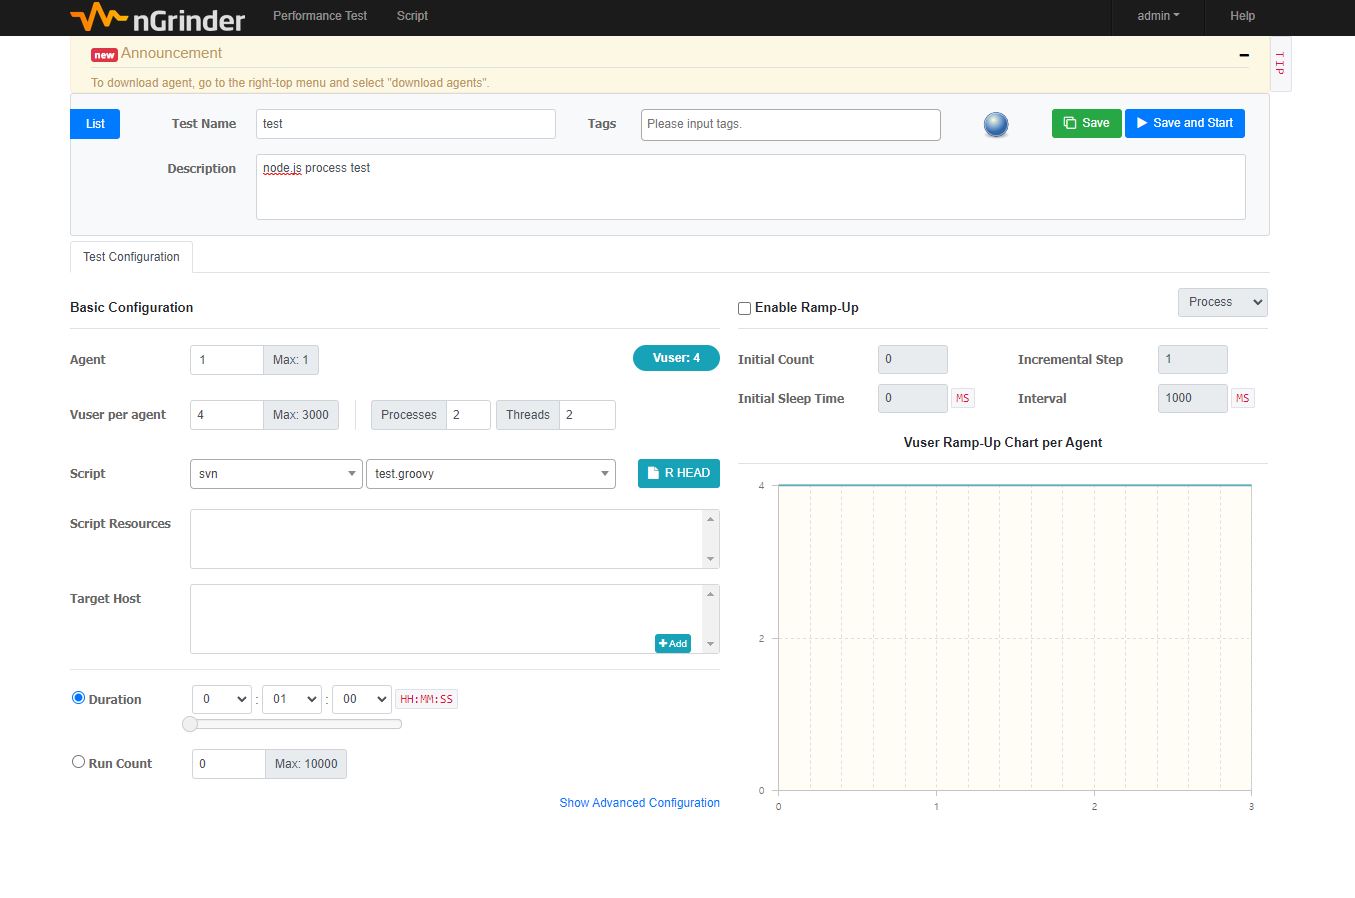 nGrinder Performance Test Script admin Help
new Announcement
TIP
To download agent, go to the right-top menu and select "download agents".
List Test Name test Tags Please input tags. Save Save and Start
Description node.js process test
Test Configuration
Basic Configuration
Agent 1 Max: 1 Vuser: 4
Vuser per agent 4 Max: 3000 Processes 2 Threads 2
Script svn test.groovy R HEAD
Script Resources
Target Host
Add
Duration 0 : 01 : 00 HH:MM:SS
Run Count 0 Max: 10000
Show Advanced Configuration
Enable Ramp-Up Process
Initial Count 0 Incremental Step 1
Initial Sleep Time 0 MS Interval 1000 MS
Vuser Ramp-Up Chart per Agent
4
2
0
0 1 2 3